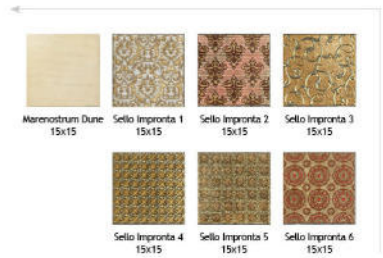 Marenostrum Dune
15x15
Sello Impronta 1
15x15
Sello Impronta 2
15x15
Sello Impronta 3
15x15
Sello Impronta 4
15x15
Sello Impronta 5
15x15
Sello Impronta 6
15x15